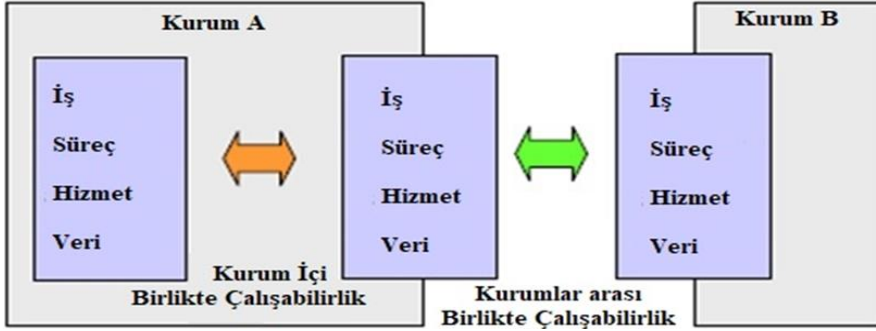 Kurum A
İş
Süreç
Hizmet
Veri
Kurum İçi
Birlikte Çalışabilirlik
İş
Süreç
Hizmet
Veri
Kurumlar arası
Birlikte Çalışabilirlik
Kurum B
İş
Süreç
Hizmet
Veri